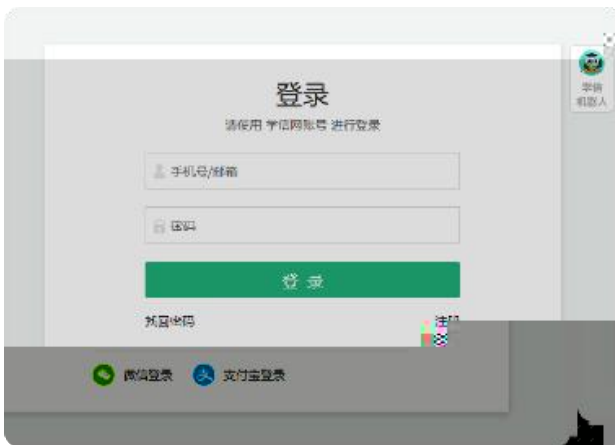 登录
请使用 学信网账号 进行登录
学信
机器人
手机号/邮箱
密码
登 录
找回密码
注册
微信登录
支付宝登录